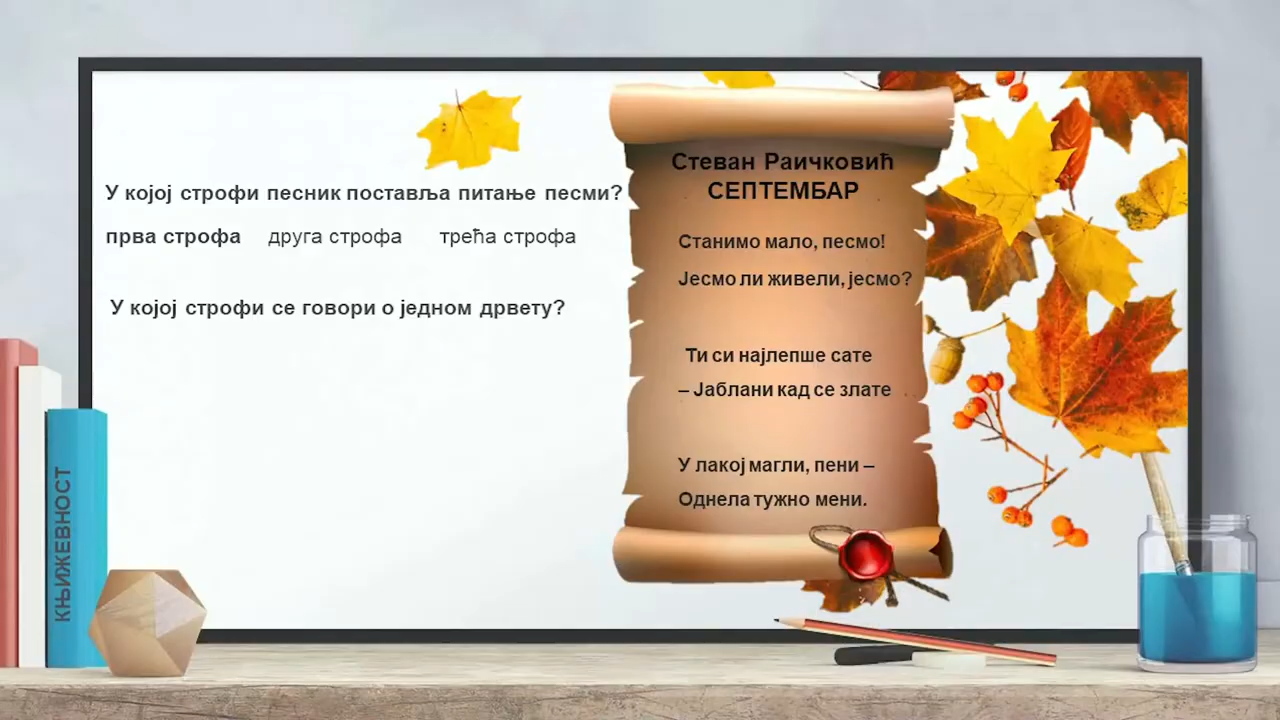 У којој строфи песник поставља питање песми?
прва строфа друга строфа трећа строфа
У којој строфи се говори о једном дрвету?
Стеван Раичковић
СЕПТЕМБАР
Станимо мало, песмо!
Јесмо ли живели, јесмо?
Ти си најлепше сате
– Јаблани кад се злате
У лакој магли, пени –
Однела тужно мени.
КЊИЖЕВНОСТ